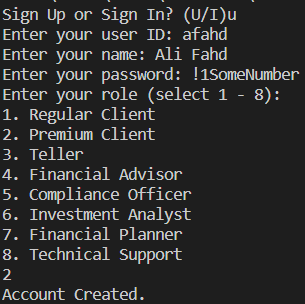 Sign Up or Sign In? (U/I)u
Enter your user ID: afahd
Enter your name: Ali Fahd
Enter your password: !1SomeNumber
Enter your role (select 1 - 8):
1. Regular Client
2. Premium Client
3. Teller
4. Financial Advisor
5. Compliance Officer
6. Investment Analyst
7. Financial Planner
8. Technical Support
2
Account Created.